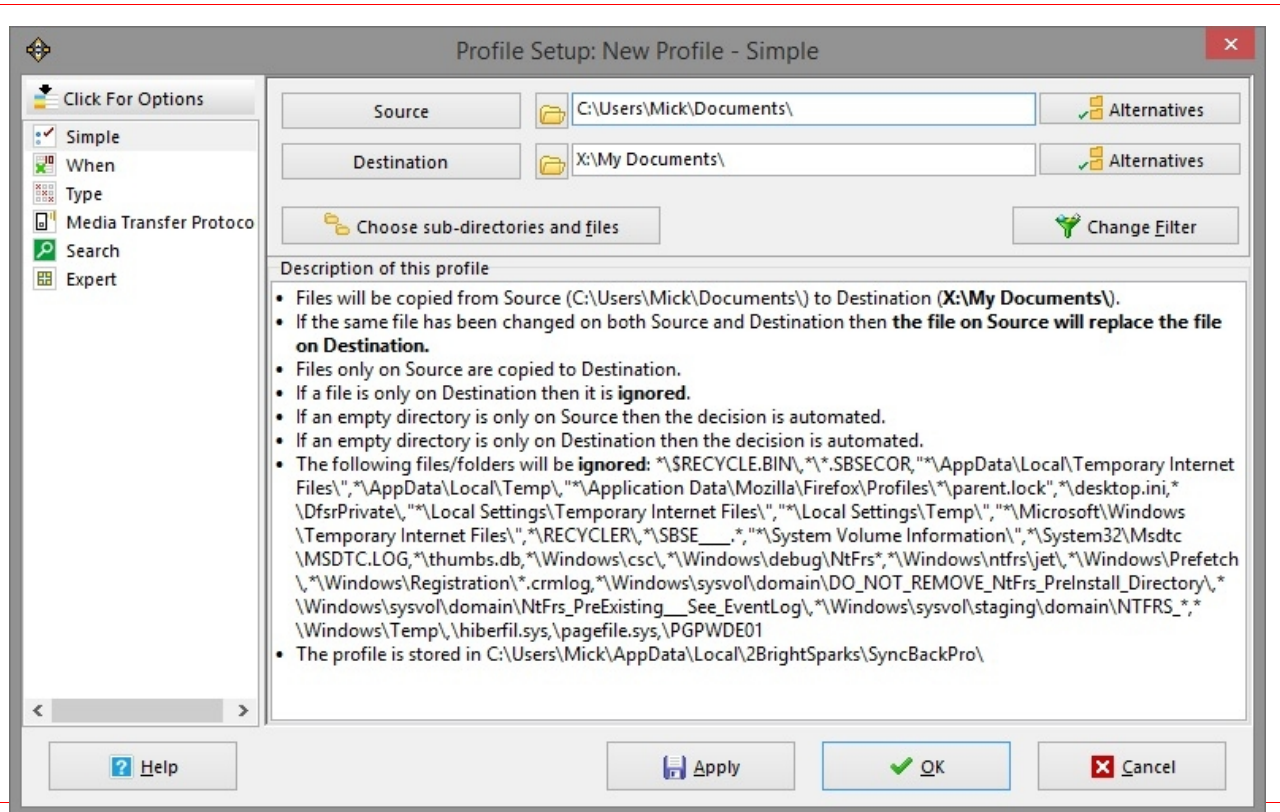 Profile Setup: New Profile - Simple
Click For Options
Simple
When
Type
Media Transfer Protoco
Search
Expert
Source
C:\Users\Mick\Documents\
Alternatives
Destination
X:\My Documents\
Alternatives
Choose sub-directories and files
Change Filter
Description of this profile
• Files will be copied from Source (C:\Users\Mick\Documents\) to Destination (X:\My Documents\).
• If the same file has been changed on both Source and Destination then the file on Source will replace the file
on Destination.
• Files only on Source are copied to Destination.
• If a file is only on Destination then it is ignored.
• If an empty directory is only on Source then the decision is automated.
• If an empty directory is only on Destination then the decision is automated.
• The following files/folders will be ignored: *\$RECYCLE.BIN\,*\*.SBSECOR,"*\AppData\Local\Temporary Internet
Files\",*\AppData\Local\Temp\,"*\Application Data\Mozilla\Firefox\Profiles\*\parent.lock",*\desktop.ini,*
\DfsrPrivate\,"*\Local Settings\Temporary Internet Files\","*\Local Settings\Temp\","*\Microsoft\Windows
\Temporary Internet Files\",*\RECYCLER\,*\SBSE___.*,"*\System Volume Information\",*\System32\Msdtc
\MSDTC.LOG,*\thumbs.db,*\Windows\csc\,*\Windows\debug\NtFrs*,*\Windows\ntfrs\jet\,*\Windows\Prefetch
\,*\Windows\Registration\*.crmlog,*\Windows\sysvol\domain\DO_NOT_REMOVE_NtFrs_PreInstall_Directory\,*
\Windows\sysvol\domain\NtFrs_PreExisting___See_EventLog\,*\Windows\sysvol\staging\domain\NTFRS_*,*
\Windows\Temp\,\hiberfil.sys,\pagefile.sys,\PGPWDE01
• The profile is stored in C:\Users\Mick\AppData\Local\2BrightSparks\SyncBackPro\
Help
Apply
OK
Cancel